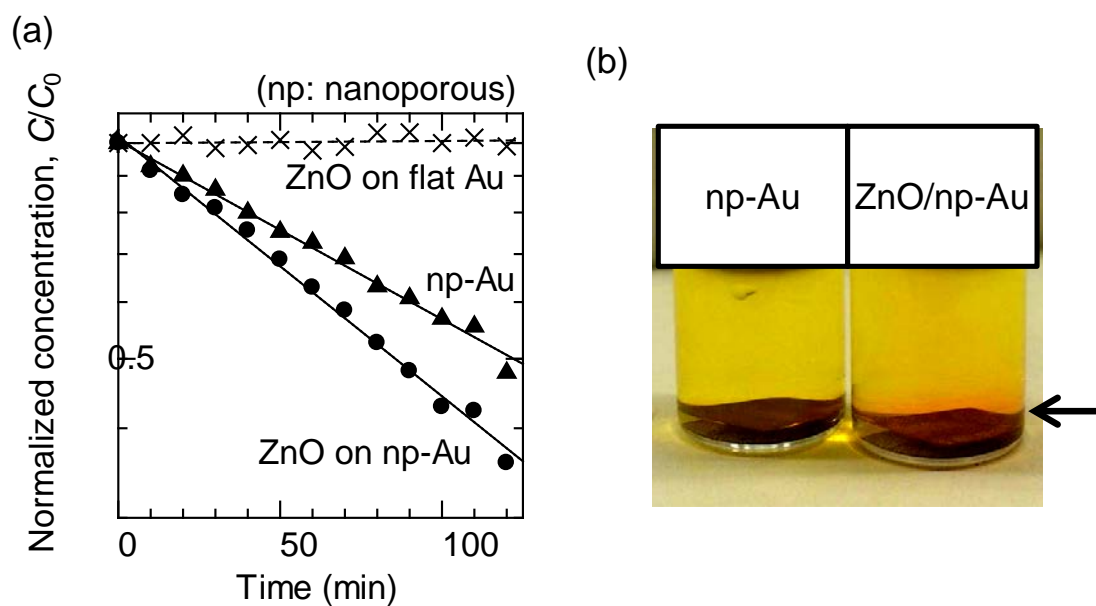 (a)
(np: nanoporous)
Normalized concentration, C/C0
ZnO on flat Au
np-Au
0.5
ZnO on np-Au
0 50 100
Time (min)
(b)
np-Au ZnO/np-Au